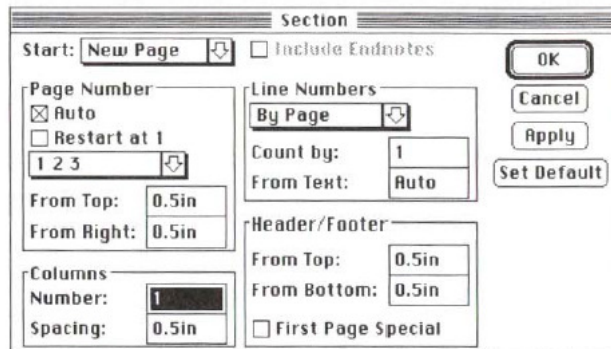 Section
Start: New Page
Include Endnotes
Page Number
Auto
Restart at 1
1 2 3
From Top: 0.5in
From Right: 0.5in
Columns
Number: 1
Spacing: 0.5in
Line Numbers
By Page
Count by: 1
From Text: Auto
Header/Footer
From Top: 0.5in
From Bottom: 0.5in
First Page Special
OK
Cancel
Apply
Set Default